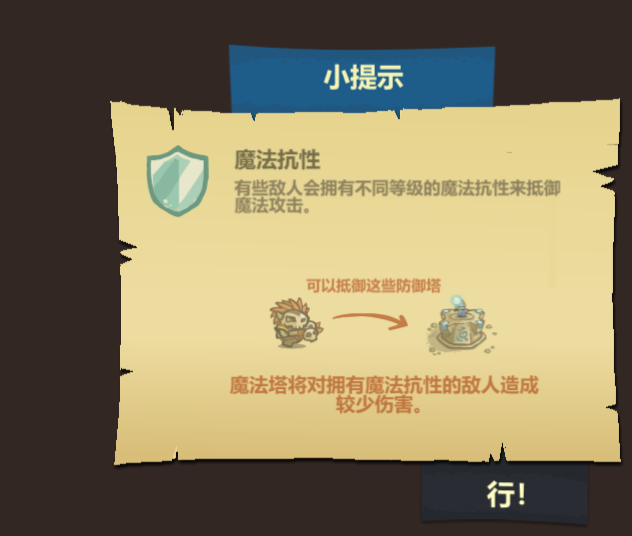 小提示
魔法抗性
有些敌人会拥有不同等级的魔法抗性来抵御
魔法攻击。
可以抵御这些防御塔
魔法塔将对拥有魔法抗性的敌人造成
较少伤害。
行!